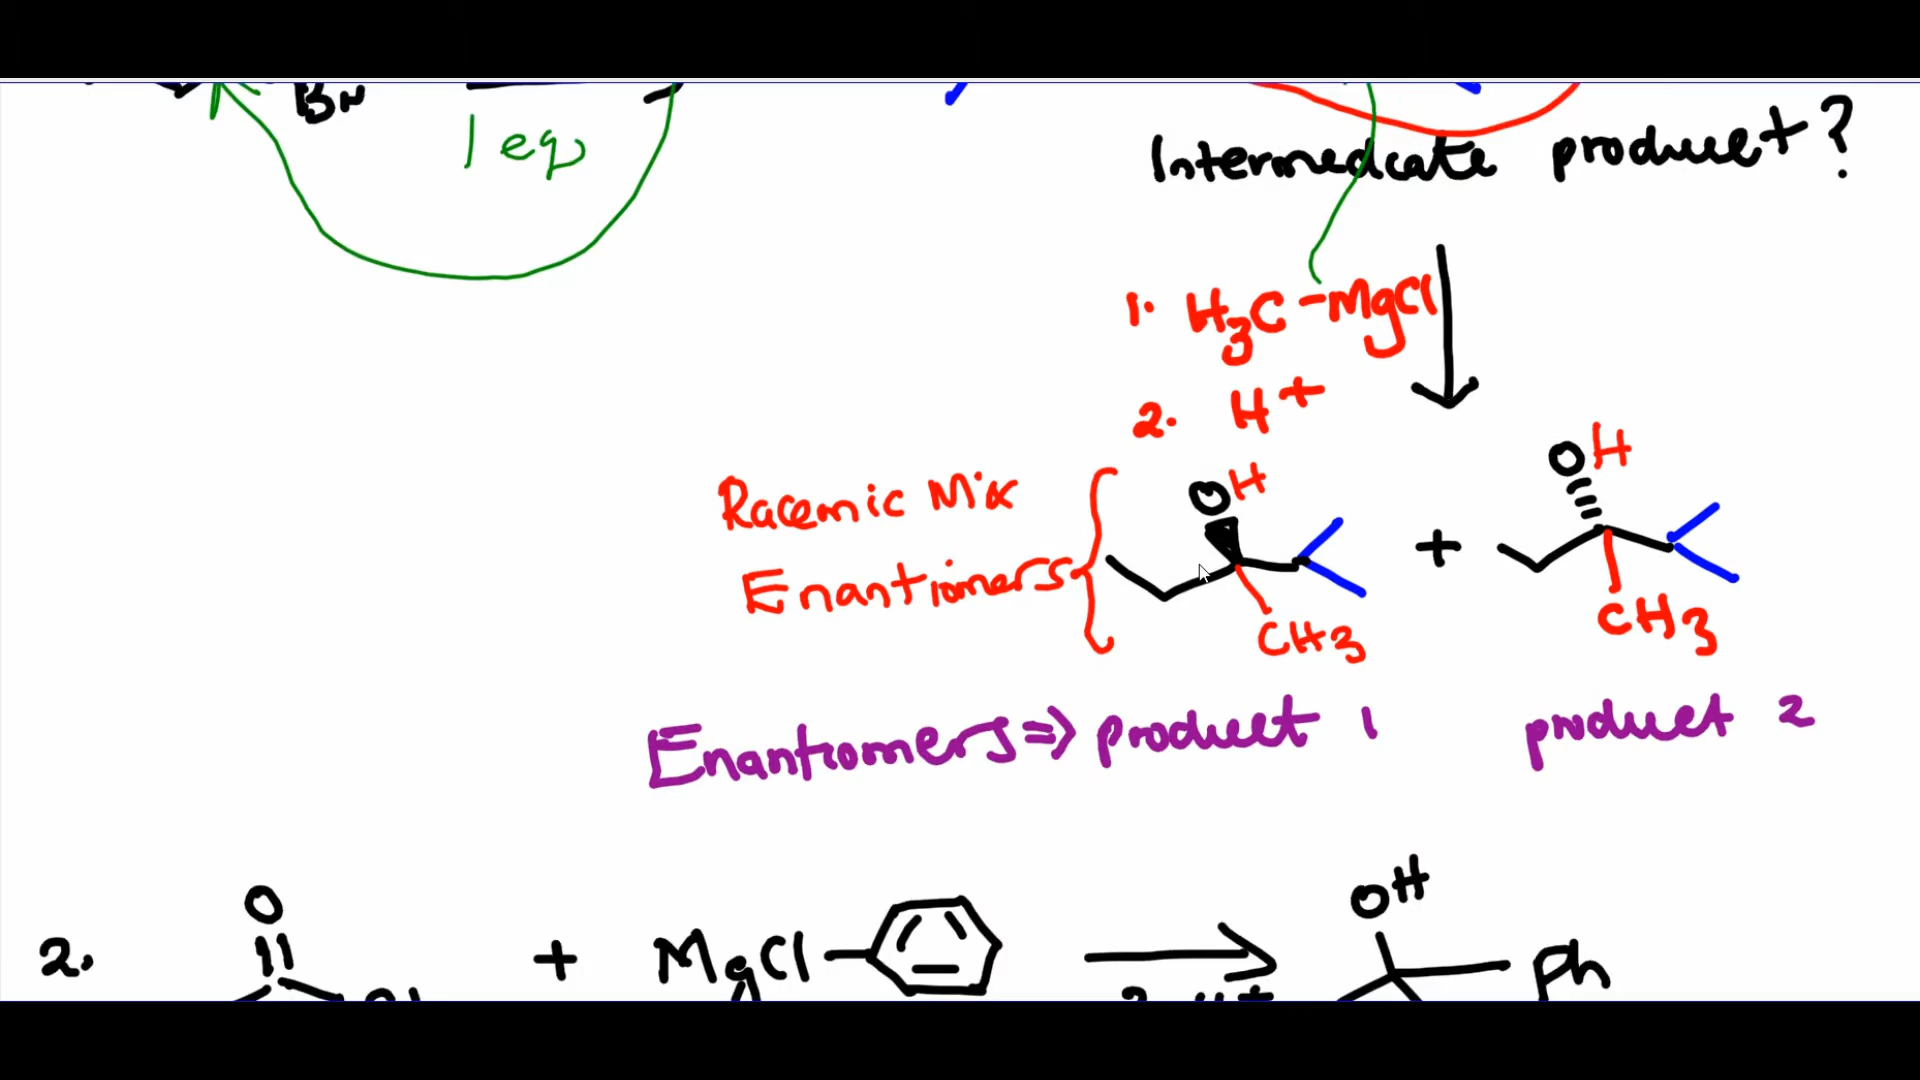 Br
1 eq
Intermedcate product?
1. H3C-MgCl
2. H+
OH
OH
Racemic Mix
Enantiomers
+
CH3
CH3
Enantiomers => product 1 product 2
OH
O
2. + MgCl Ph